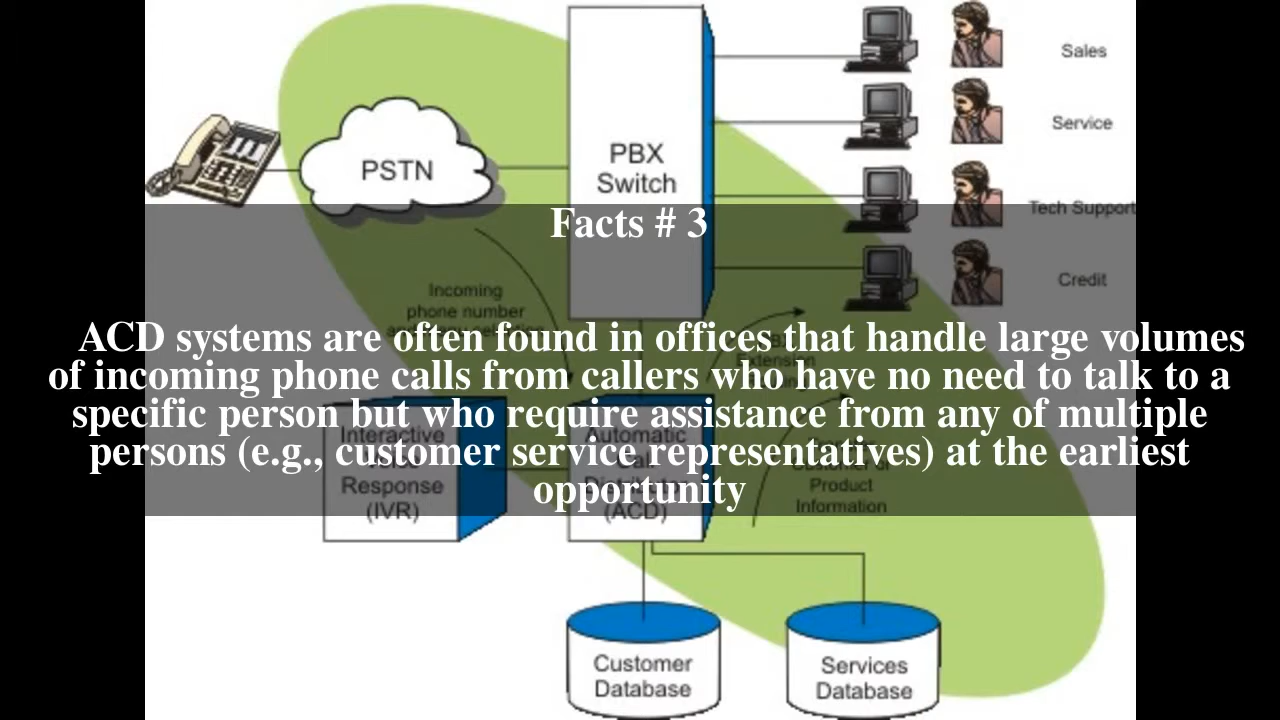 Sales
PSTN
PBX
Switch
Service
Tech Support
Facts # 3
Credit
Incoming
phone number
ACD systems are often found in offices that handle large volumes
of incoming phone calls from callers who have no need to talk to a
specific person but who require assistance from any of multiple
persons (e.g., customer service representatives) at the earliest
opportunity
Interactive
Response
(IVR)
Automatic
(ACD)
Product
Information
Customer
Database
Services
Database